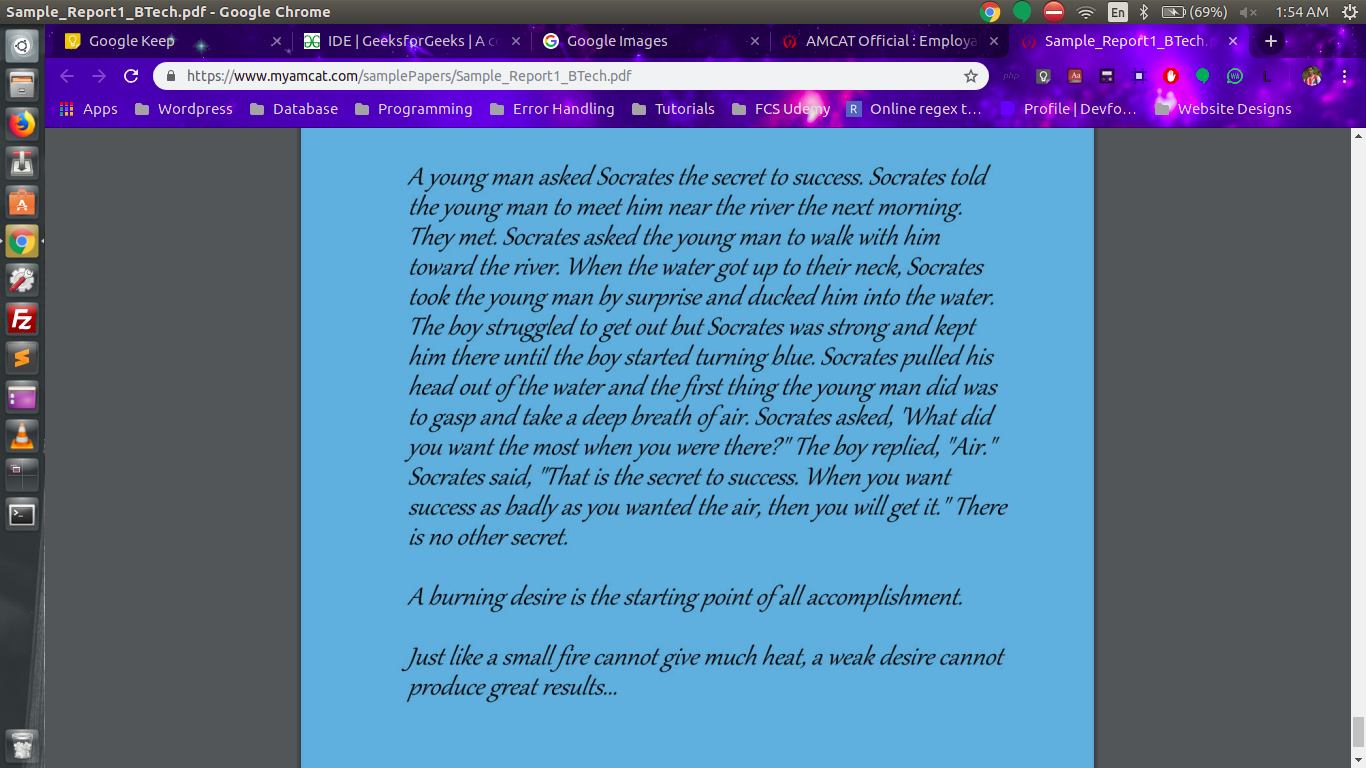 Sample_Report1_BTech.pdf - Google Chrome
En
(69%)
1:54 AM
Google Keep
IDE | GeeksforGeeks | A c
Google Images
AMCAT Official : Employa
Sample_Report1_BTech.
https://www.myamcat.com/samplePapers/Sample_Report1_BTech.pdf
php
Aa
L
Apps
Wordpress
Database
Programming
Error Handling
Tutorials
FCS Udemy
R
Online regex t...
Profile | Devfo...
Website Designs
Fz
A young man asked Socrates the secret to success. Socrates told
the young man to meet him near the river the next morning.
They met. Socrates asked the young man to walk with him
toward the river. When the water got up to their neck, Socrates
took the young man by surprise and ducked him into the water.
The boy struggled to get out but Socrates was strong and kept
him there until the boy started turning blue. Socrates pulled his
head out of the water and the first thing the young man did was
to gasp and take a deep breath of air. Socrates asked, 'What did
you want the most when you were there?" The boy replied, "Air."
Socrates said, "That is the secret to success. When you want
success as badly as you wanted the air, then you will get it." There
is no other secret.
A burning desire is the starting point of all accomplishment.
Just like a small fire cannot give much heat, a weak desire cannot
produce great results...